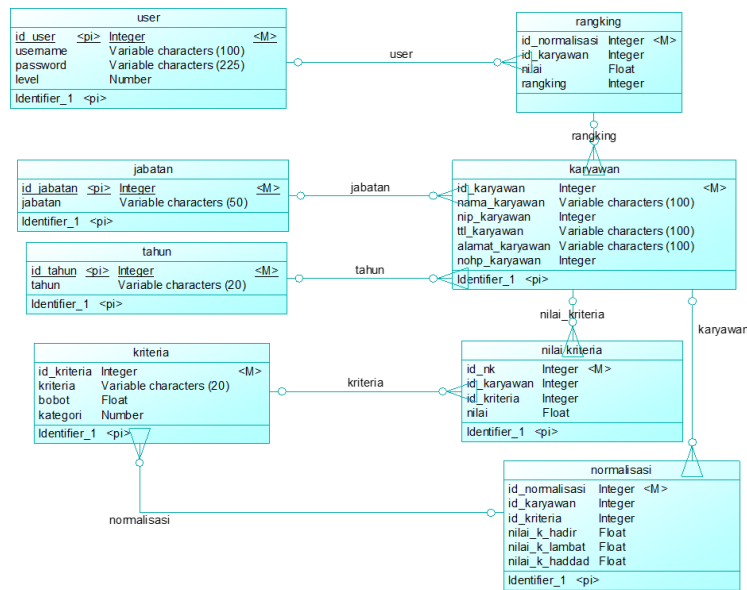 user
id_user <pi> Integer <M>
username Variable characters (100)
password Variable characters (225)
level Number
Identifier_1 <pi>
user
rangking
id_normalisasi Integer <M>
id_karyawan Integer
nilai Float
rangking Integer
rangking
jabatan
id_jabatan <pi> Integer <M>
jabatan Variable characters (50)
Identifier_1 <pi>
jabatan
tahun
id_tahun <pi> Integer <M>
tahun Variable characters (20)
Identifier_1 <pi>
tahun
karyawan
id_karyawan Integer <M>
nama_karyawan Variable characters (100)
nip_karyawan Integer
ttl_karyawan Variable characters (100)
alamat_karyawan Variable characters (100)
nohp_karyawan Integer
Identifier_1 <pi>
nilai_kriteria
karyawan
kriteria
id_kriteria Integer <M>
kriteria Variable characters (20)
bobot Float
kategori Number
Identifier_1 <pi>
kriteria
nilai kriteria
id_nk Integer <M>
id_karyawan Integer
id_kriteria Integer
nilai Float
Identifier_1 <pi>
normalisasi
normalisasi
id_normalisasi Integer <M>
id_karyawan Integer
id_kriteria Integer
nilai_k_hadir Float
nilai_k_lambat Float
nilai_k_haddad Float
Identifier_1 <pi>